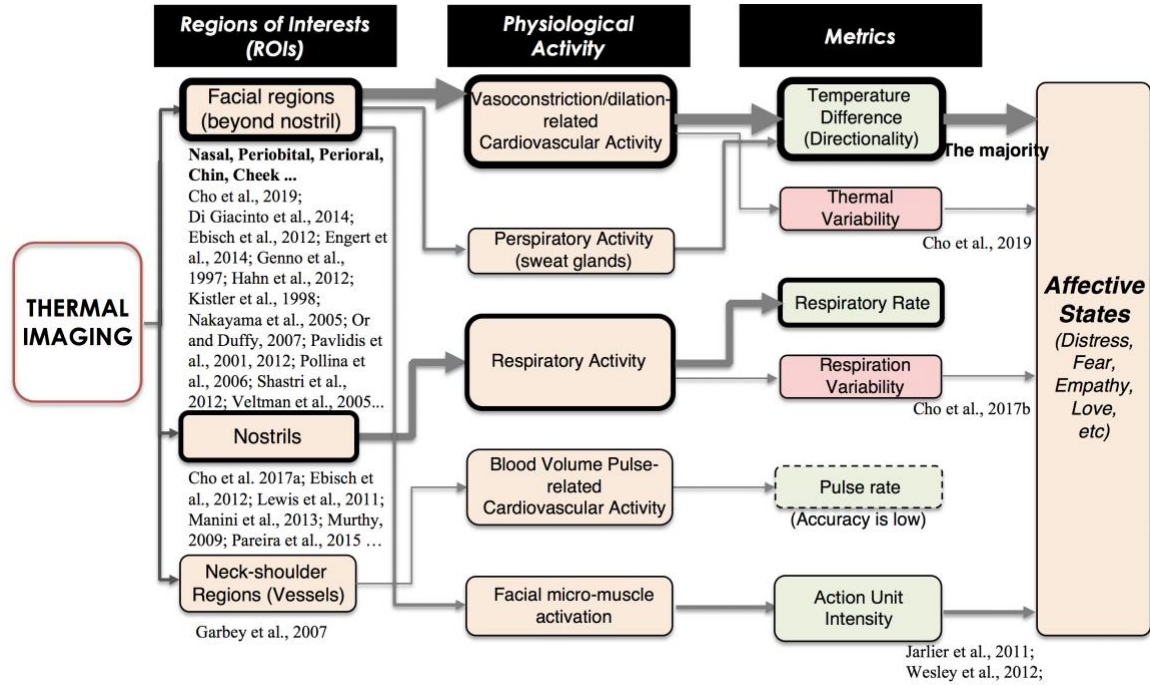 Regions of Interests
(ROIs)
Physiological
Activity
Metrics
THERMAL
IMAGING
Facial regions
(beyond nostril)
Nasal, Periobital, Perioral,
Chin, Cheek ...
Cho et al., 2019;
Di Giacinto et al., 2014;
Ebisch et al., 2012; Engert et
al., 2014; Genno et al.,
1997; Hahn et al., 2012;
Kistler et al., 1998;
Nakayama et al., 2005; Or
and Duffy, 2007; Pavlidis et
al., 2001, 2012; Pollina et
al., 2006; Shastri et al.,
2012; Veltman et al., 2005...
Nostrils
Cho et al. 2017a; Ebisch et
al., 2012; Lewis et al., 2011;
Manini et al., 2013; Murthy,
2009; Pareira et al., 2015 …
Neck-shoulder
Regions (Vessels)
Garbey et al., 2007
Vasoconstriction/dilation-
related
Cardiovascular Activity
Perspiratory Activity
(sweat glands)
Respiratory Activity
Blood Volume Pulse-
related
Cardiovascular Activity
Facial micro-muscle
activation
Temperature
Difference
(Directionality)
The majority
Thermal
Variability
Cho et al., 2019
Respiratory Rate
Respiration
Variability
Cho et al., 2017b
Pulse rate
(Accuracy is low)
Action Unit
Intensity
Jarlier et al., 2011;
Wesley et al., 2012;
Affective
States
(Distress,
Fear,
Empathy,
Love,
etc)